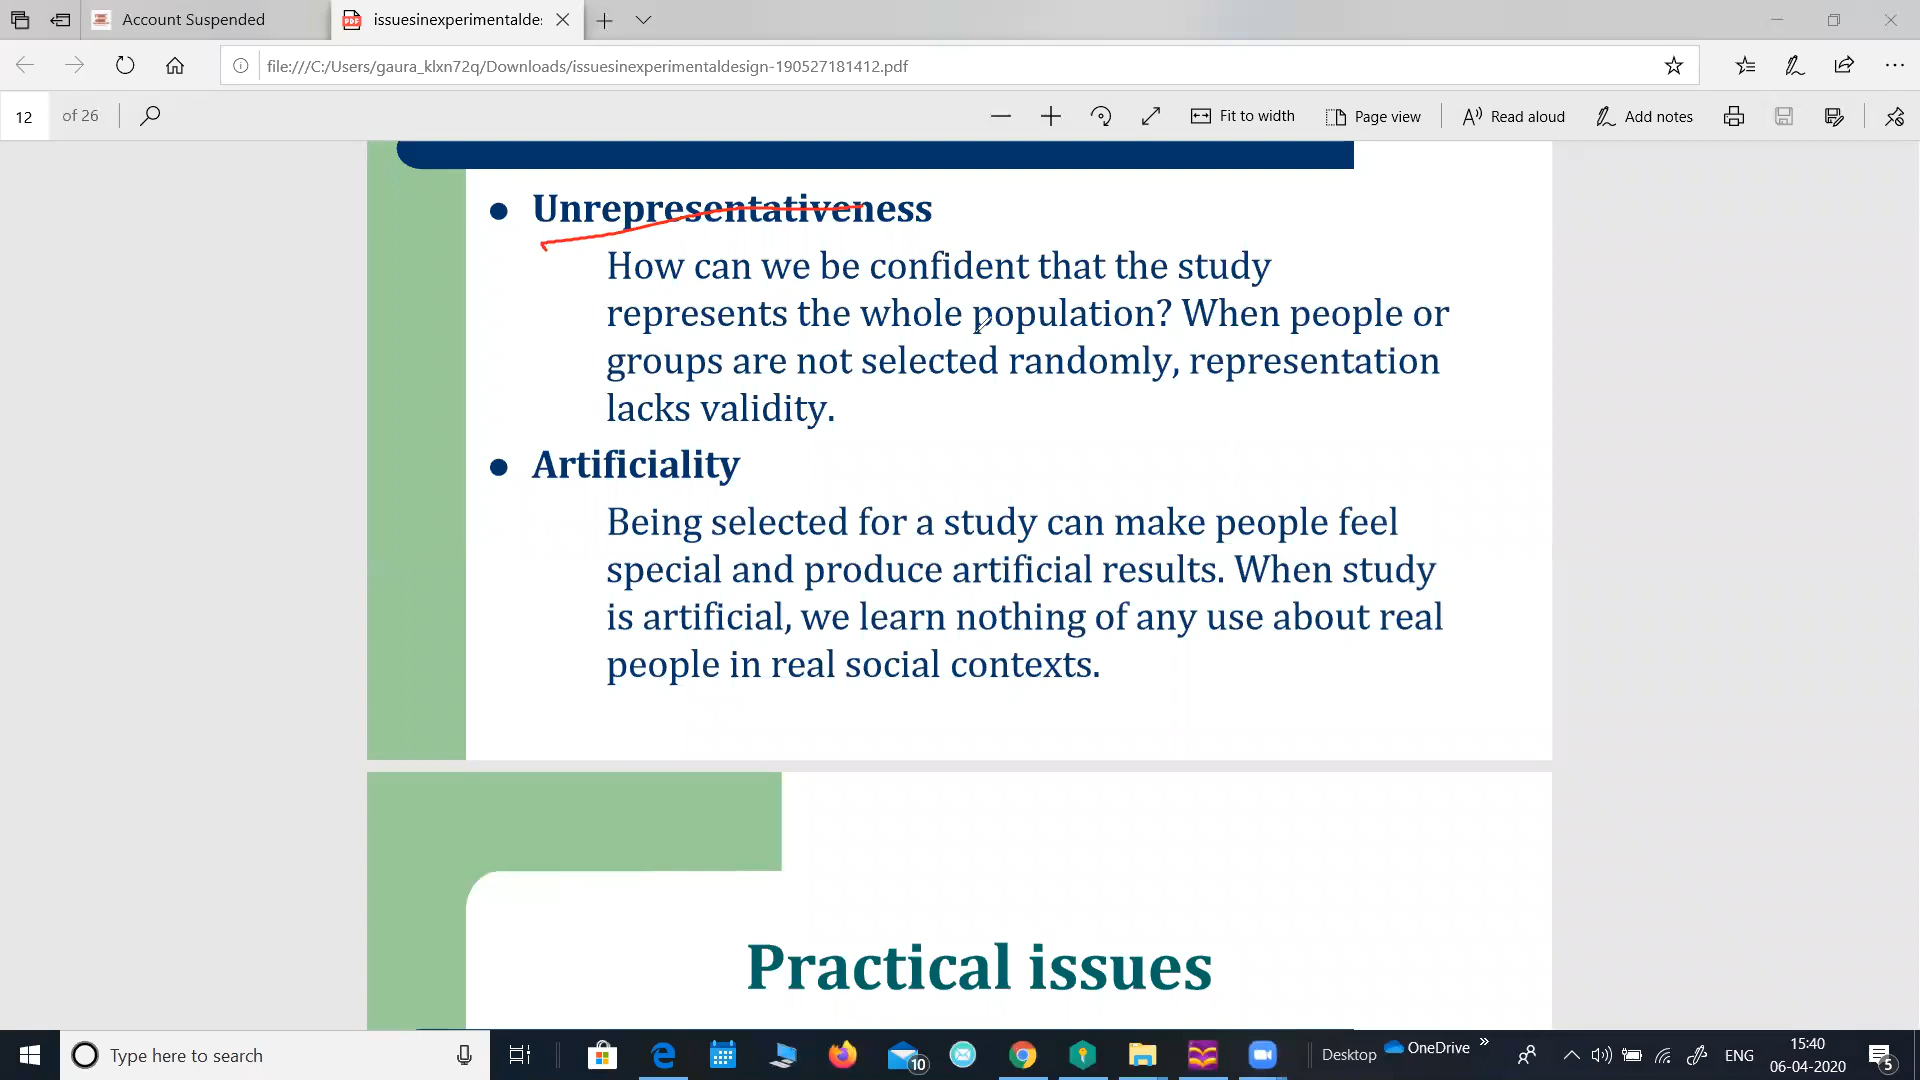 Account Suspended
issuesinexperimentalde:
file:///C:/Users/gaura_klxn72q/Downloads/issuesinexperimentaldesign-190527181412.pdf
12 of 26
Fit to width
Page view
Read aloud
Add notes
Unrepresentativeness
How can we be confident that the study
represents the whole population? When people or
groups are not selected randomly, representation
lacks validity.
Artificiality
Being selected for a study can make people feel
special and produce artificial results. When study
is artificial, we learn nothing of any use about real
people in real social contexts.
Practical issues
Type here to search
10
Desktop
OneDrive
ENG
15:40
06-04-2020
5